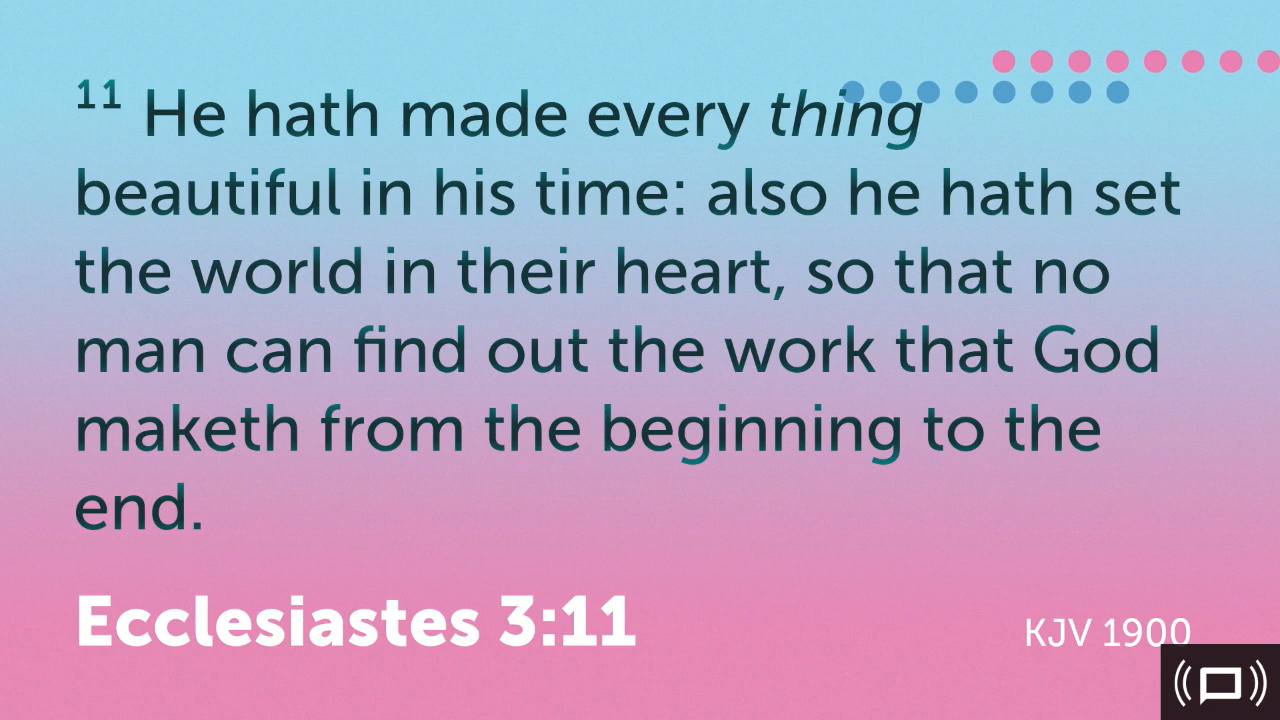 11 He hath made every thing
beautiful in his time: also he hath set
the world in their heart, so that no
man can find out the work that God
maketh from the beginning to the
end.
Ecclesiastes 3:11
KJV 1900